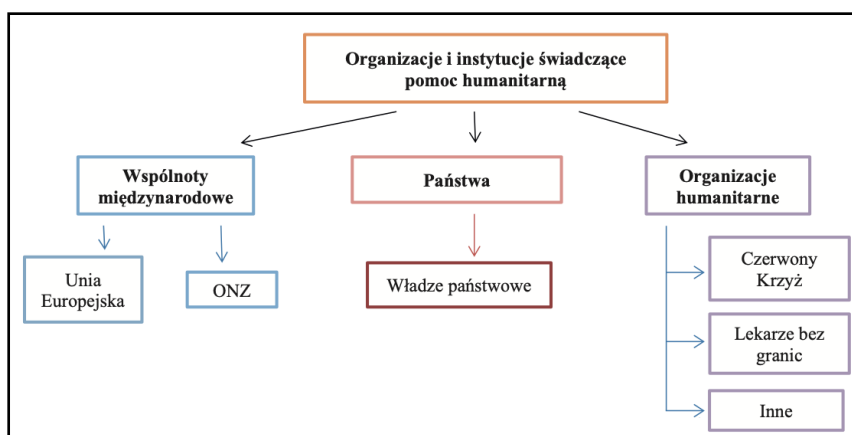 Organizacje i instytucje świadczące
pomoc humanitarną
Wspólnoty
międzynarodowe
Państwa
Organizacje
humanitarne
Unia
Europejska
ONZ
Władze państwowe
Czerwony
Krzyż
Lekarze bez
granic
Inne